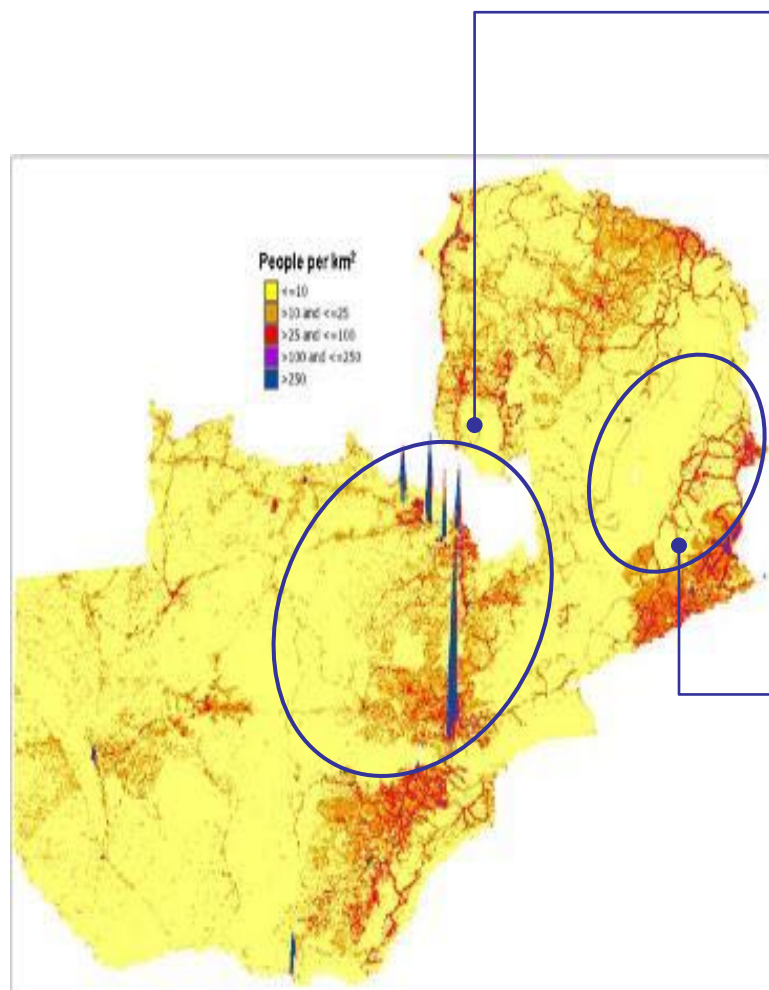 People per km²
<=10
>10 and <=25
>25 and <=100
>100 and <=250
>250